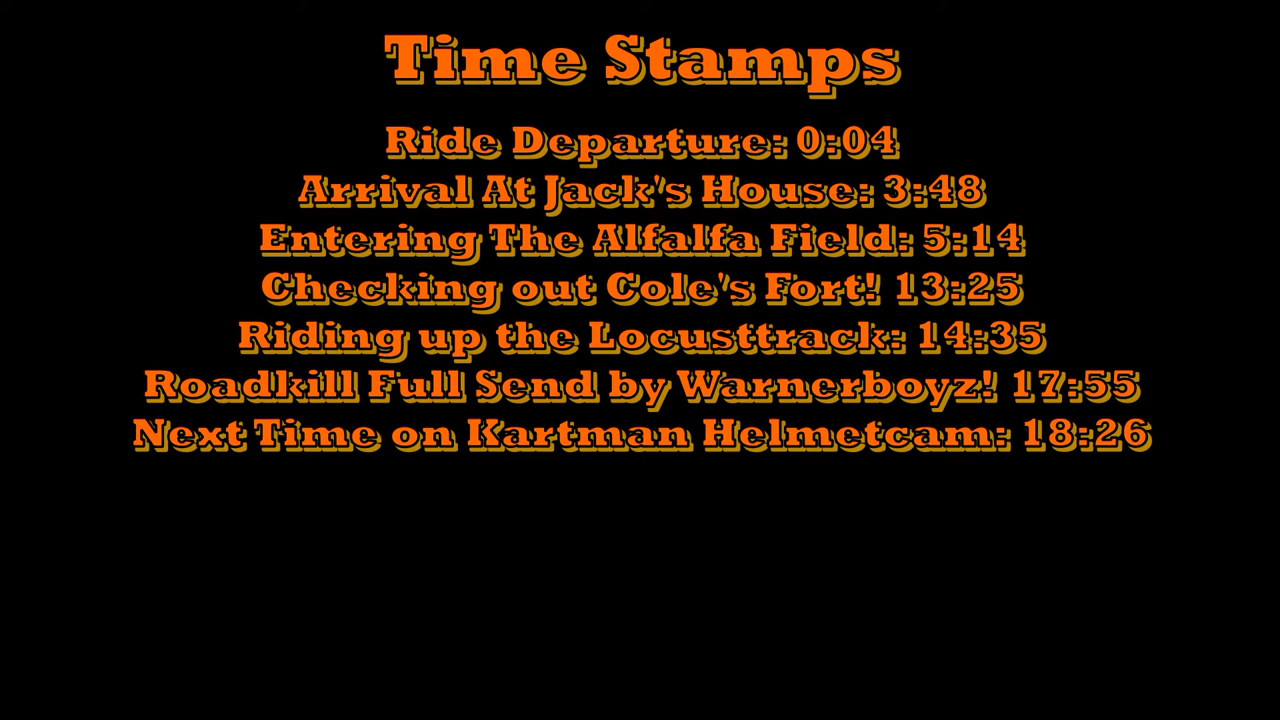 Time Stamps
Ride Departure: 0:04
Arrival At Jack's House: 3:48
Entering The Alfalfa Field: 5:14
Checking out Cole's Fort! 13:25
Riding up the Locusttrack: 14:35
Roadkill Full Send by Warnerboyz! 17:55
Next Time on Kartman Helmetcam: 18:26